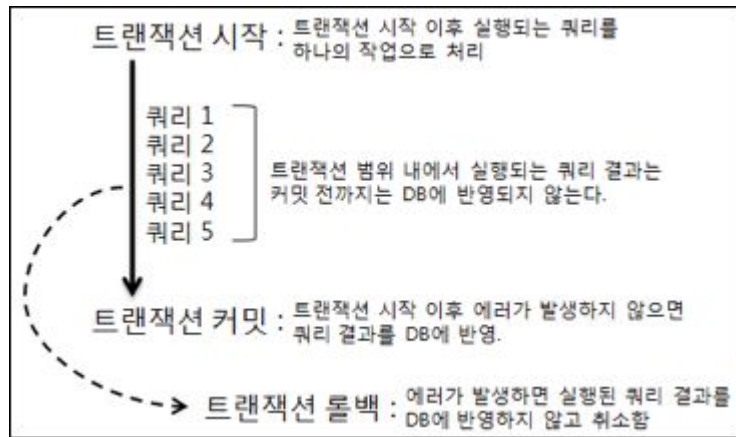 트랜잭션 시작 : 트랜잭션 시작 이후 실행되는 쿼리를
하나의 작업으로 처리
쿼리 1
쿼리 2
쿼리 3
쿼리 4
쿼리 5
트랜잭션 범위 내에서 실행되는 쿼리 결과는
커밋 전까지는 DB에 반영되지 않는다.
트랜잭션 커밋 : 트랜잭션 시작 이후 에러가 발생하지 않으면
쿼리 결과를 DB에 반영.
트랜잭션 롤백 : 에러가 발생하면 실행된 쿼리 결과를
DB에 반영하지 않고 취소함